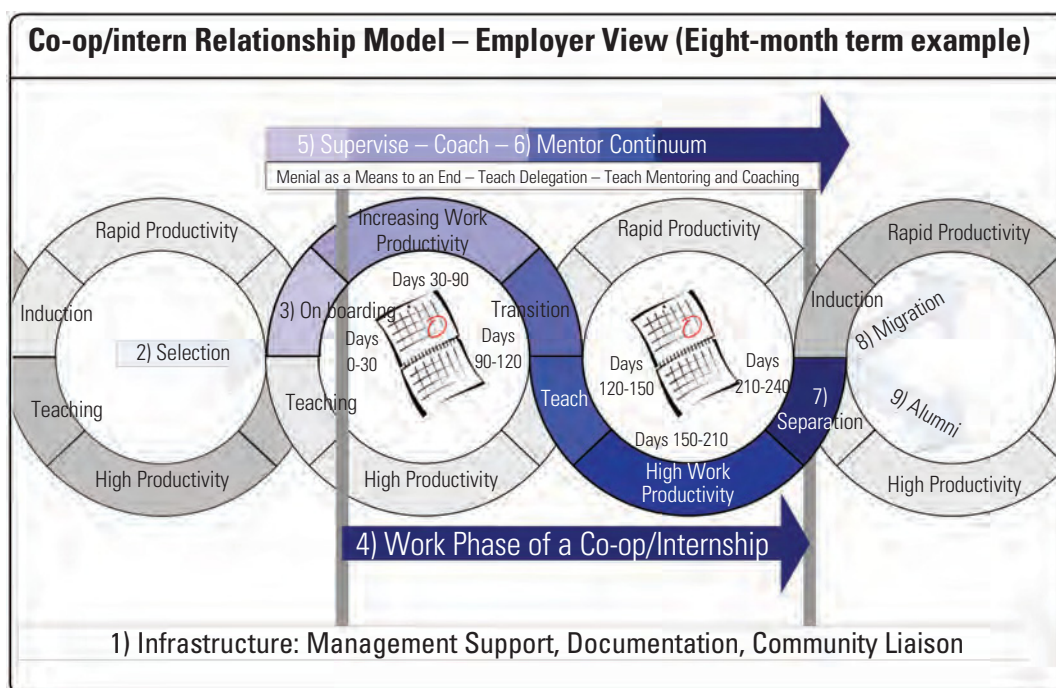 Co-op/intern Relationship Model – Employer View (Eight-month term example)
5) Supervise – Coach – 6) Mentor Continuum
Menial as a Means to an End – Teach Delegation – Teach Mentoring and Coaching
Rapid Productivity
Induction
2) Selection
Teaching
High Productivity
Increasing Work
Productivity
3) On boarding
Days 30-90
Days
0-30
Transition
Days
90-120
Teaching
High Productivity
Rapid Productivity
Days
120-150
Days
210-240
Teach
Days 150-210
High Work
Productivity
7)
Separation
Rapid Productivity
Induction
8) Migration
9) Alumni
High Productivity
4) Work Phase of a Co-op/Internship
1) Infrastructure: Management Support, Documentation, Community Liaison